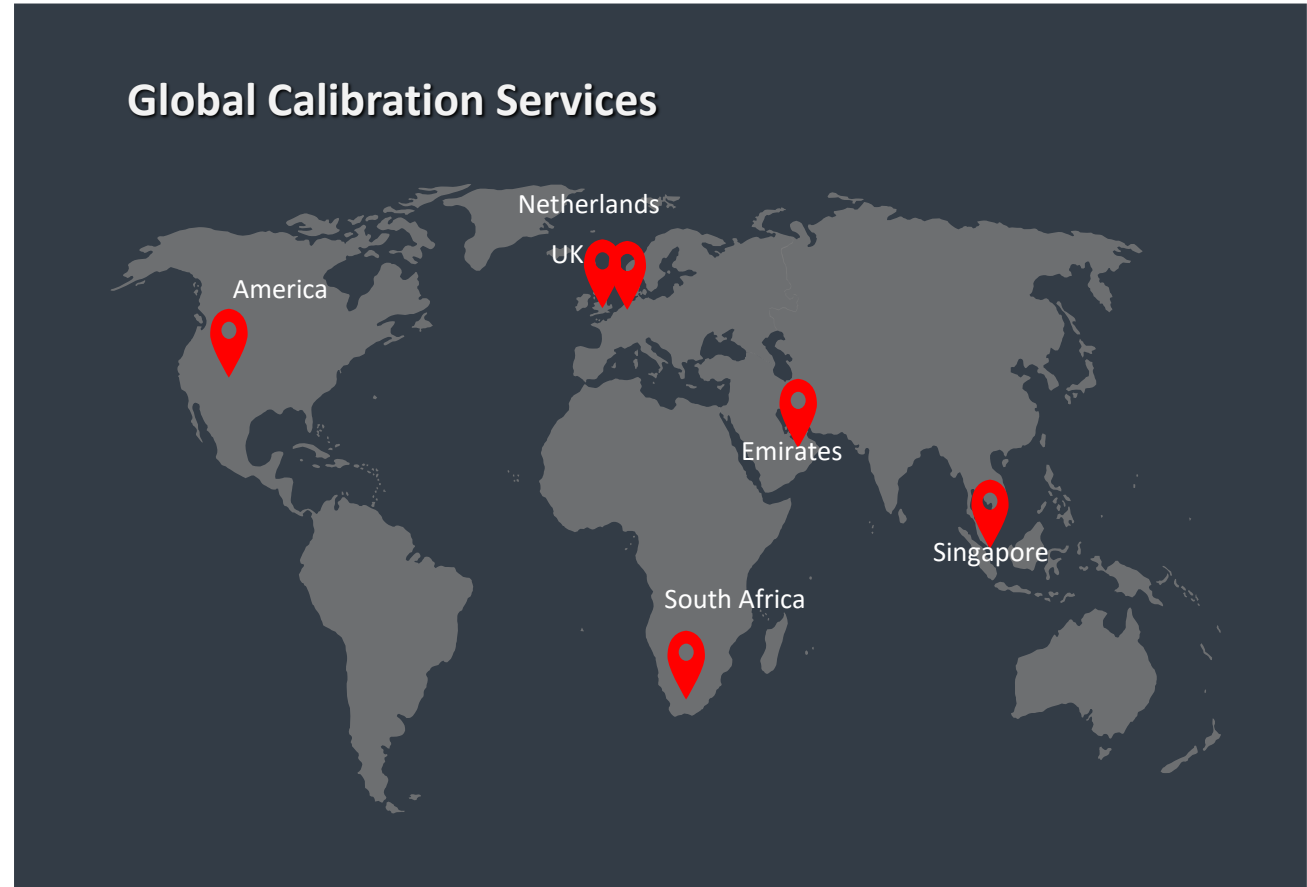 Global Calibration Services
Netherlands
UK
America
Emirates
Singapore
South Africa